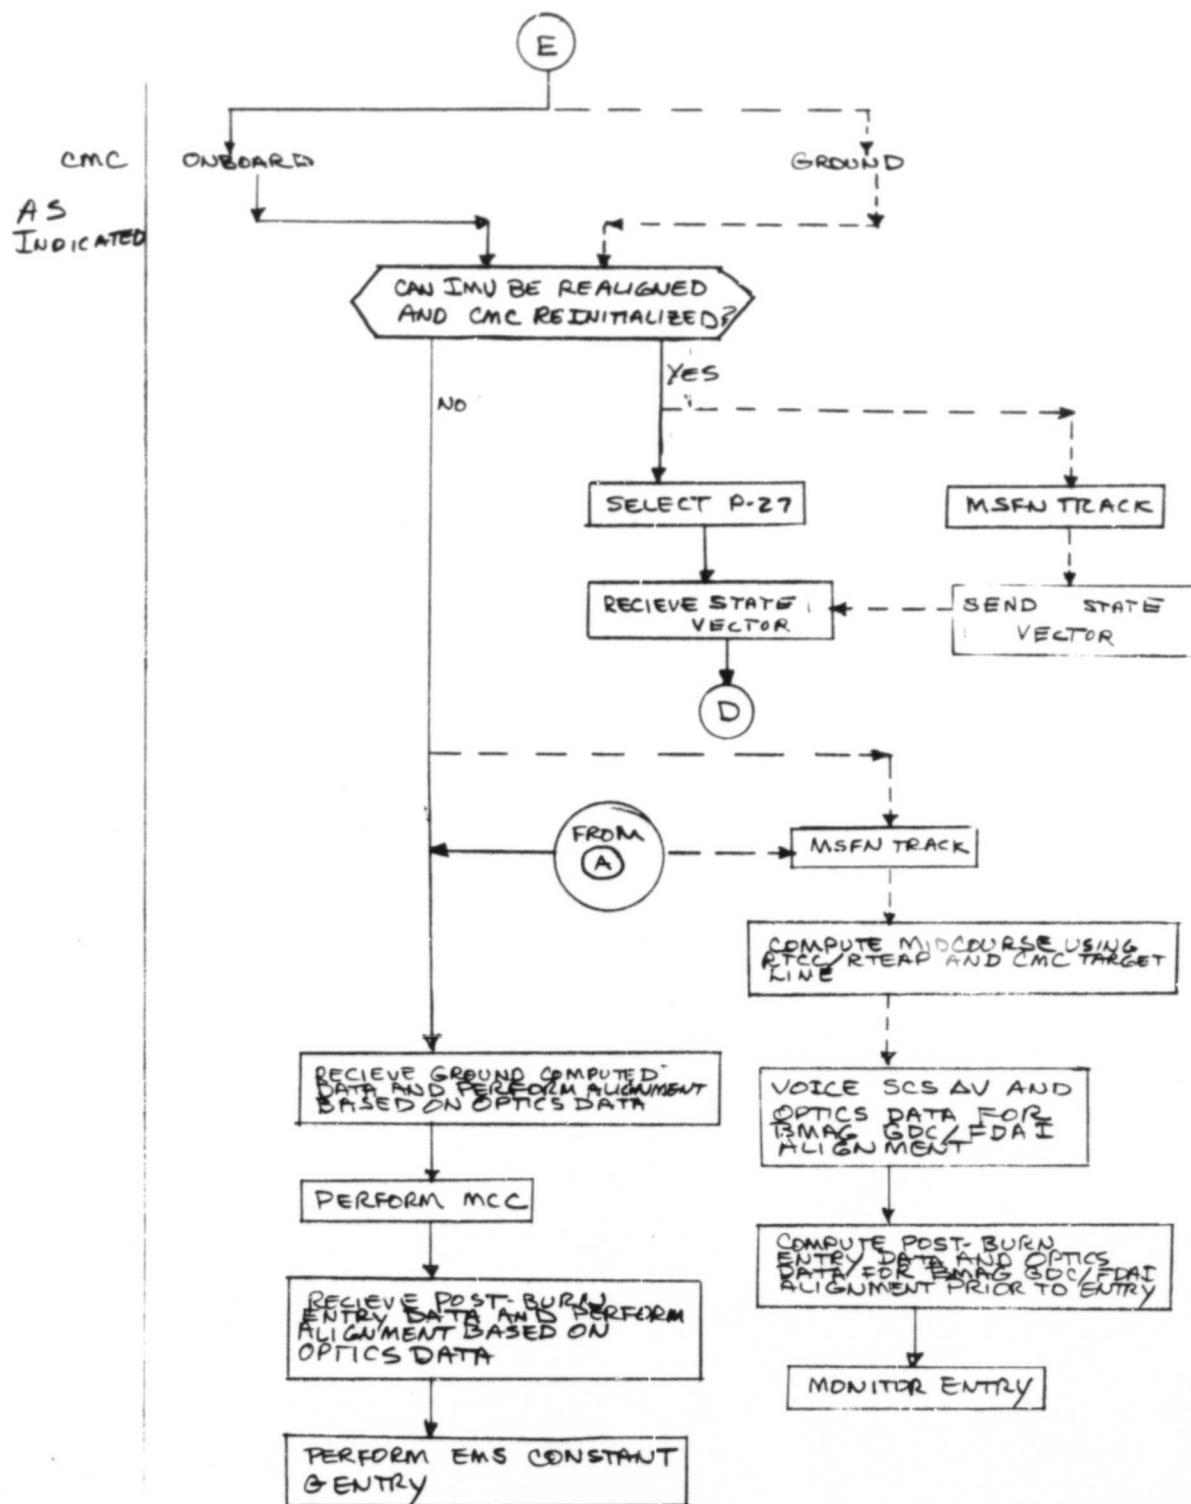 E
CMC
ONBOARD
GROUND
AS
INDICATED
CAN IMU BE REALIGNED
AND CMC REINITIALIZED?
YES
NO
SELECT P-27
MSFN TRACK
RECIEVE STATE
VECTOR
SEND STATE
VECTOR
D
FROM
A
MSFN TRACK
COMPUTE MIDCOURSE USING
RTCC/RTEAP AND CMC TARGET
LINE
RECIEVE GROUND COMPUTED
DATA AND PERFORM ALIGNMENT
BASED ON OPTICS DATA
VOICE SCS ΔV AND
OPTICS DATA FOR
BMAG GDC/FDAI
ALIGNMENT
PERFORM MCC
COMPUTE POST-BURN
ENTRY DATA AND OPTICS
DATA FOR BMAG GDC/FDAI
ALIGNMENT PRIOR TO ENTRY
RECIEVE POST-BURN
ENTRY DATA AND PERFORM
ALIGNMENT BASED ON
OPTICS DATA
MONITOR ENTRY
PERFORM EMS CONSTANT
G ENTRY